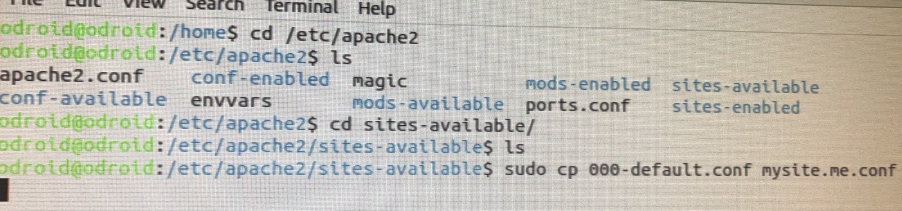 File Edit View Search Terminal Help
odroid@odroid:/home$ cd /etc/apache2
odroid@odroid:/etc/apache2$ ls
apache2.conf conf-enabled magic mods-enabled sites-available
conf-available envvars mods-available ports.conf sites-enabled
odroid@odroid:/etc/apache2$ cd sites-available/
odroid@odroid:/etc/apache2/sites-available$ ls
odroid@odroid:/etc/apache2/sites-available$ sudo cp 000-default.conf mysite.me.conf